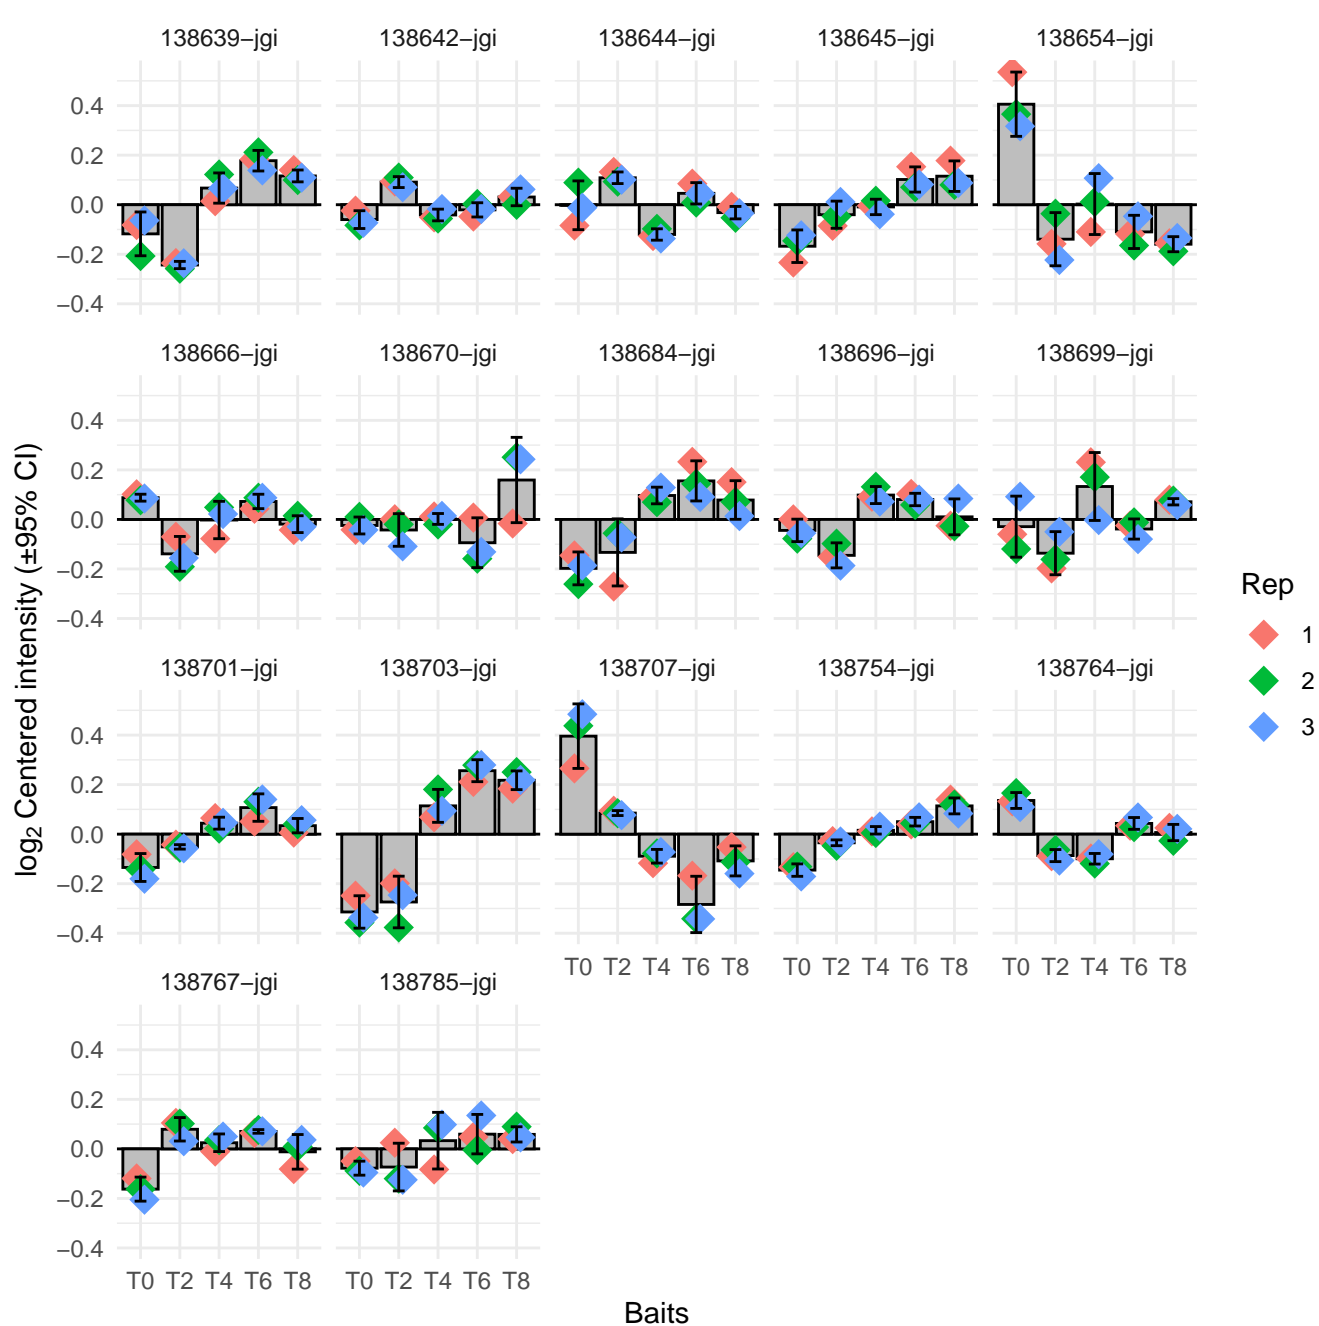 138639−jgi 138642−jgi 138644−jgi 138645−jgi 138654−jgi
0.4
0.2
0.0
−0.2
−0.4
138666−jgi 138670−jgi 138684−jgi 138696−jgi 138699−jgi
0.4
0.2
0.0
−0.2
−0.4
log₂ Centered intensity (±95% CI)
Rep
1
2
3
138701−jgi 138703−jgi 138707−jgi 138754−jgi 138764−jgi
0.4
0.2
0.0
−0.2
−0.4
T0 T2 T4 T6 T8 T0 T2 T4 T6 T8 T0 T2 T4 T6 T8
138767−jgi 138785−jgi
0.4
0.2
0.0
−0.2
−0.4
T0 T2 T4 T6 T8 T0 T2 T4 T6 T8
Baits